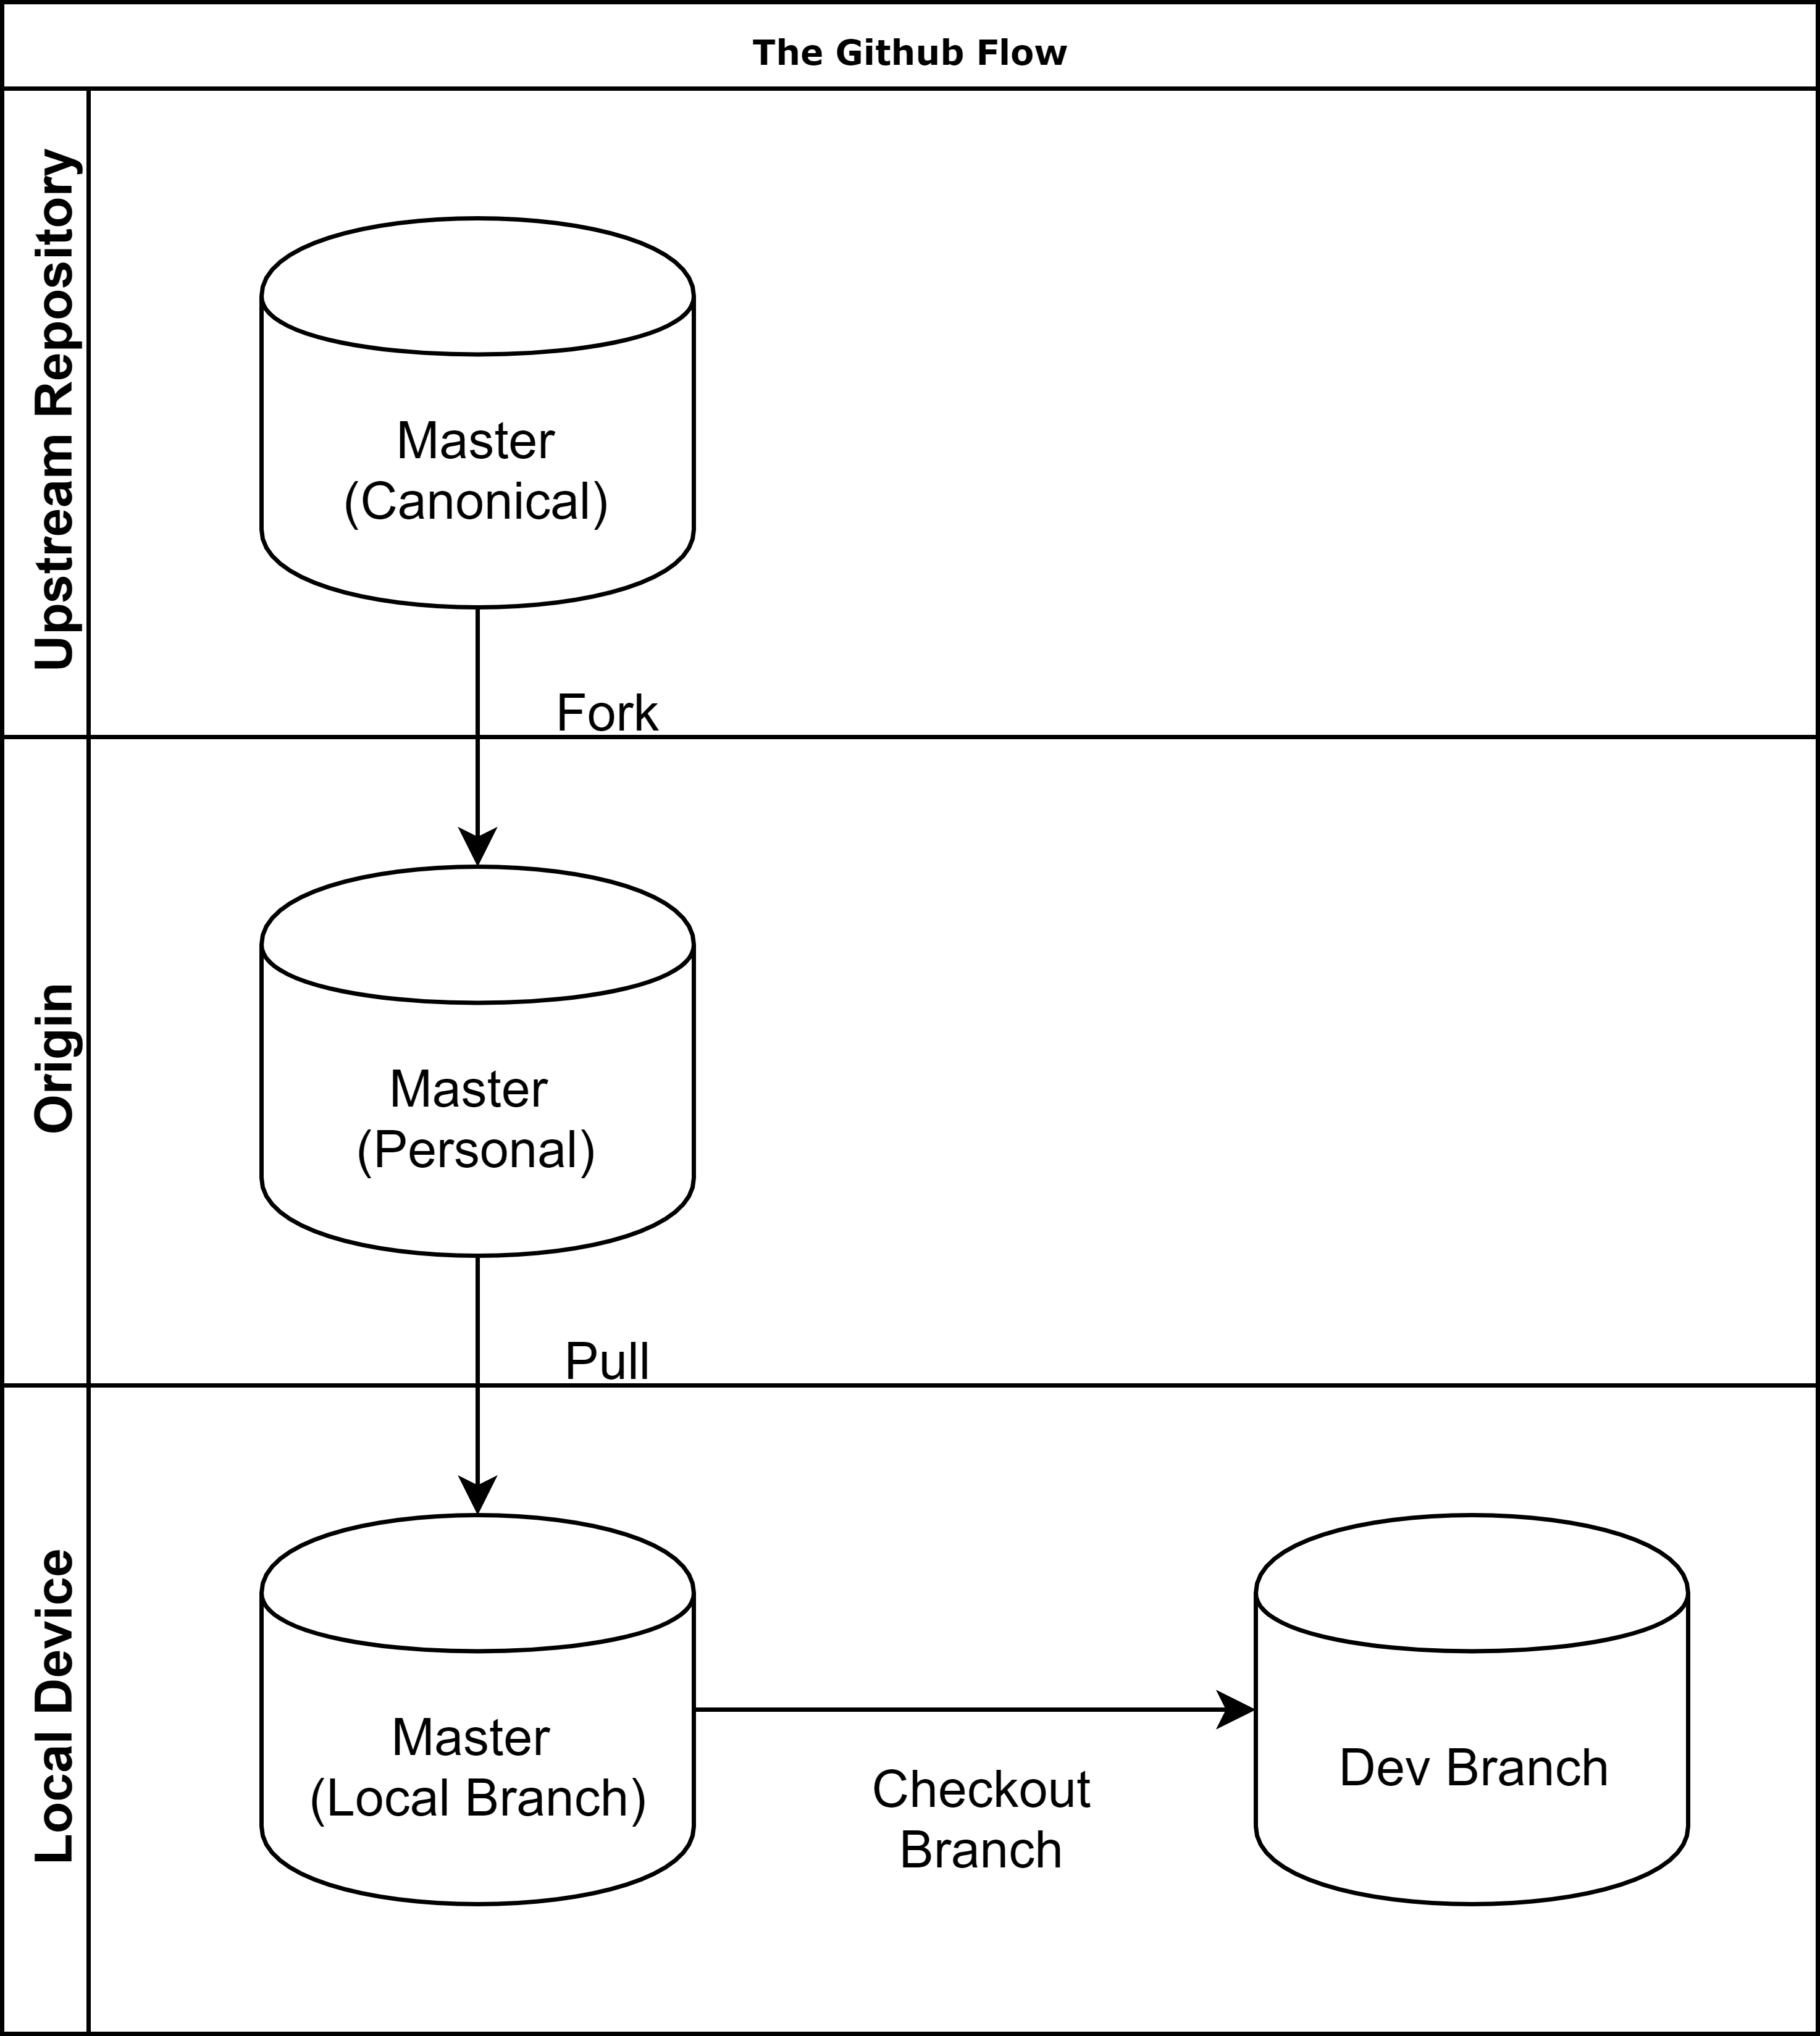 The Github Flow
Upstream Repository
Master
(Canonical)
Fork
Origin
Master
(Personal)
Pull
Local Device
Master
(Local Branch)
Checkout
Branch
Dev Branch